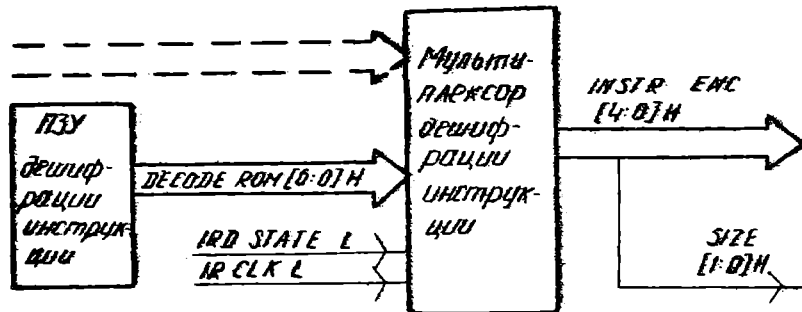 Мульти-
плексор
дешиф-
рации
инструк-
ции
ПЗУ
дешиф-
рации
инструк-
ции
DECODE ROM [6:0] H
IRD STATE L
IR CLK L
INSTR ENC
[4:0] H
SIZE
[1:0] H